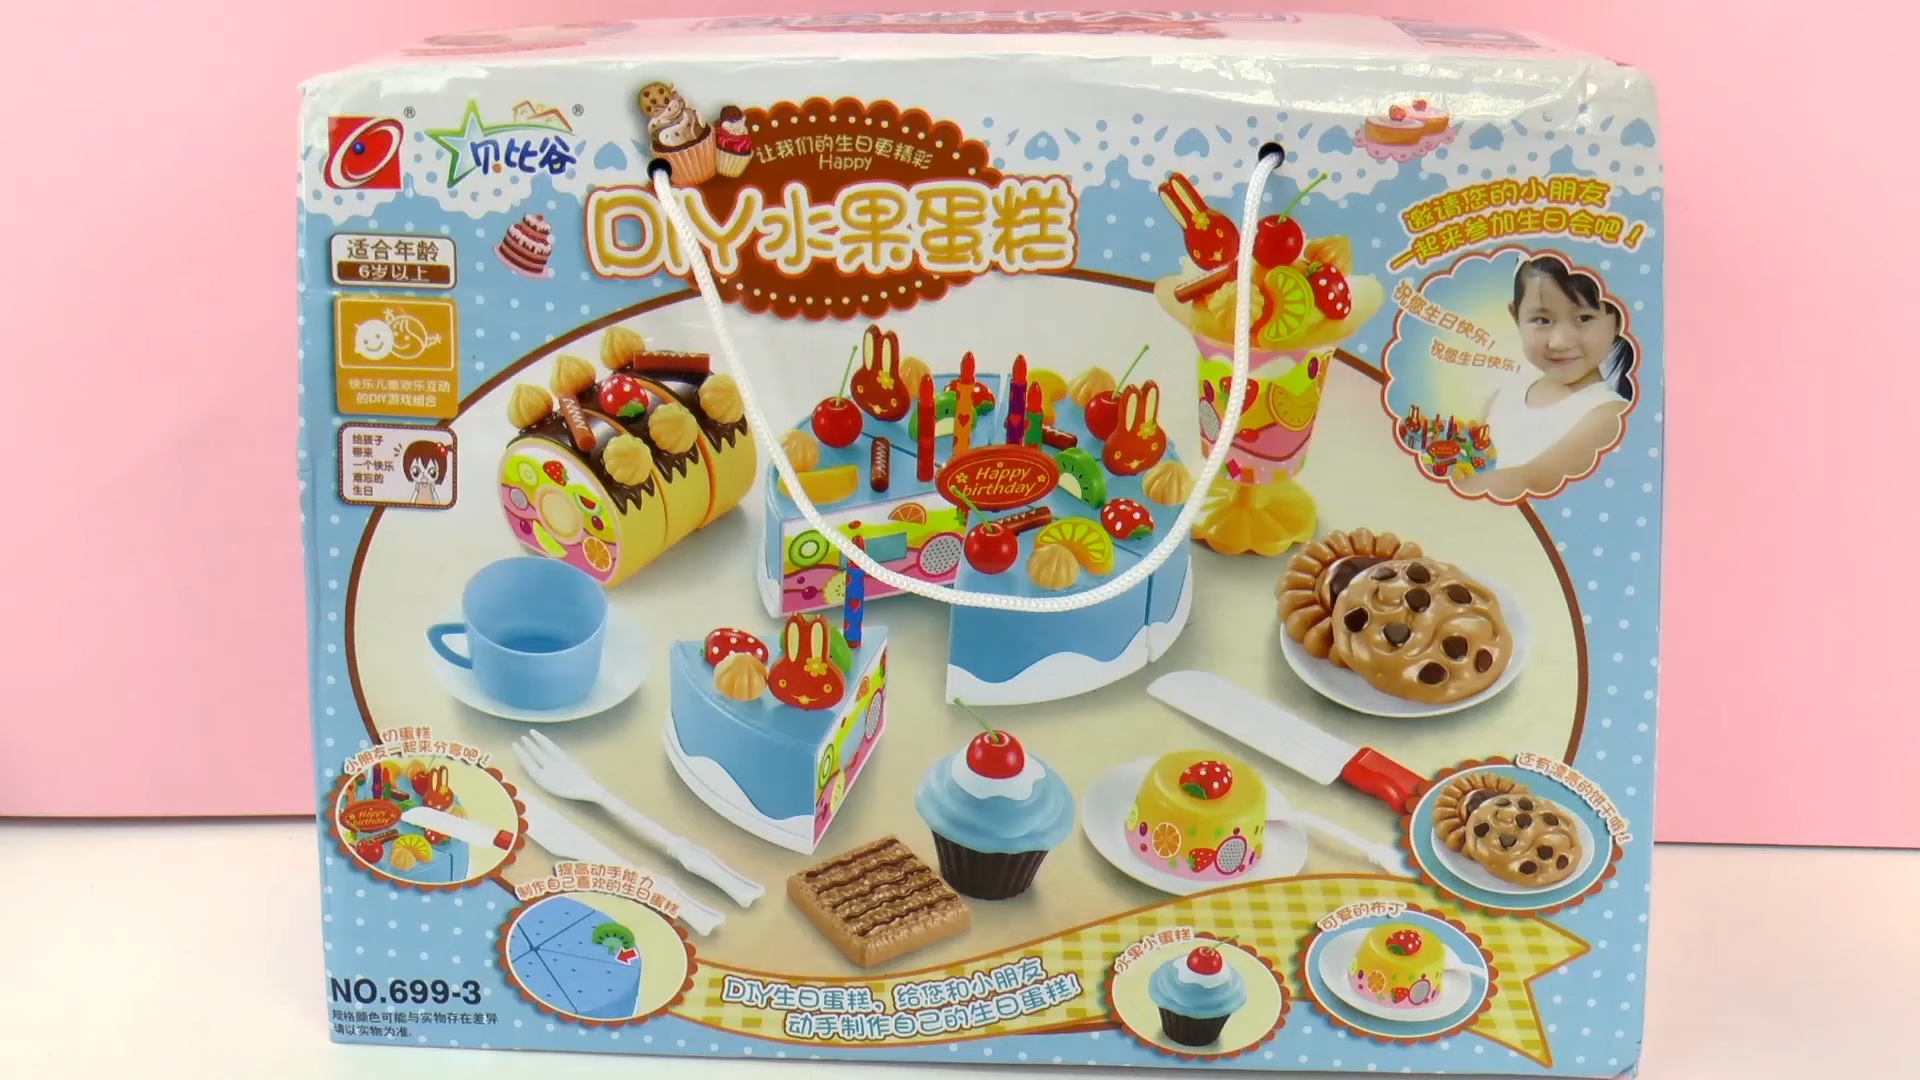 贝比谷
®
®
让我们的生日更精彩
Happy
DIY水果蛋糕
邀请您的小朋友
一起来参加生日会吧！
祝您生日快乐！
祝您生日快乐！
适合年龄
6岁以上
快乐儿童欢乐互动
的DIY游戏组合
给孩子
带来
一个快乐
难忘的
生日
Happy
birthday
切蛋糕
小朋友一起来分享吧！
Happy
birthday
提高动手能力
制作自己喜欢的生日蛋糕
还有漂亮的饼干哦！
可爱的布丁
水果小蛋糕
DIY生日蛋糕，给您和小朋友
动手制作自己的生日蛋糕！
NO.699-3
规格颜色可能与实物存在差异
请以实物为准.